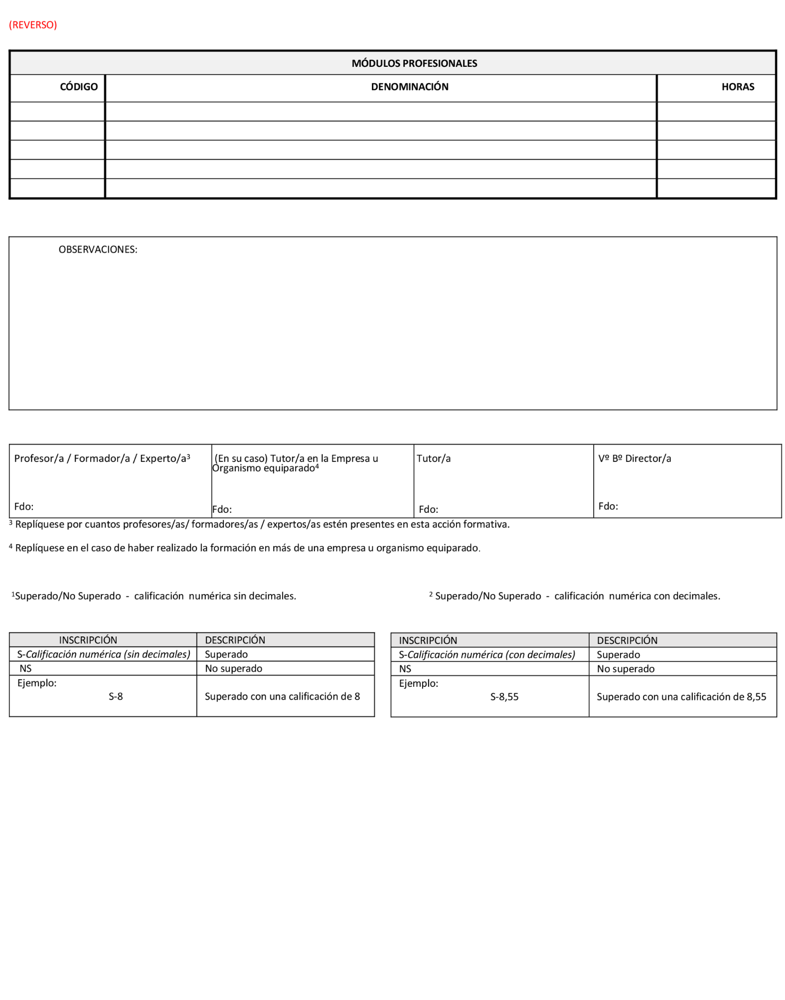 (REVERSO)
MÓDULOS PROFESIONALES
CÓDIGO DENOMINACIÓN HORAS
OBSERVACIONES:
Profesor/a / Formador/a / Experto/a³ (En su caso) Tutor/a en la Empresa u Tutor/a Vº Bº Director/a
Organismo equiparado⁴
Fdo: Fdo: Fdo: Fdo:
³ Replíquese por cuantos profesores/as/ formadores/as / expertos/as estén presentes en esta acción formativa.
⁴ Replíquese en el caso de haber realizado la formación en más de una empresa u organismo equiparado.
¹Superado/No Superado - calificación numérica sin decimales. ² Superado/No Superado - calificación numérica con decimales.
INSCRIPCIÓN DESCRIPCIÓN
S-Calificación numérica (sin decimales) Superado
NS No superado
Ejemplo:
S-8 Superado con una calificación de 8
INSCRIPCIÓN DESCRIPCIÓN
S-Calificación numérica (con decimales) Superado
NS No superado
Ejemplo:
S-8,55 Superado con una calificación de 8,55